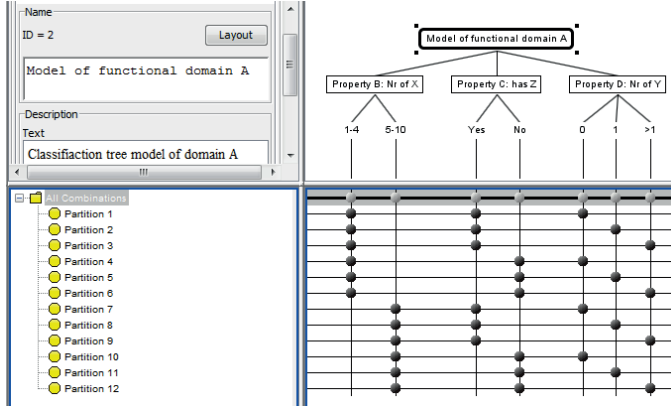 Name
ID = 2
Layout
Model of functional domain A
Description
Text
Classifiaction tree model of domain A
Model of functional domain A
Property B: Nr of X
Property C: has Z
Property D: Nr of Y
1-4
5-10
Yes
No
0
1
>1
All Combinations
Partition 1
Partition 2
Partition 3
Partition 4
Partition 5
Partition 6
Partition 7
Partition 8
Partition 9
Partition 10
Partition 11
Partition 12